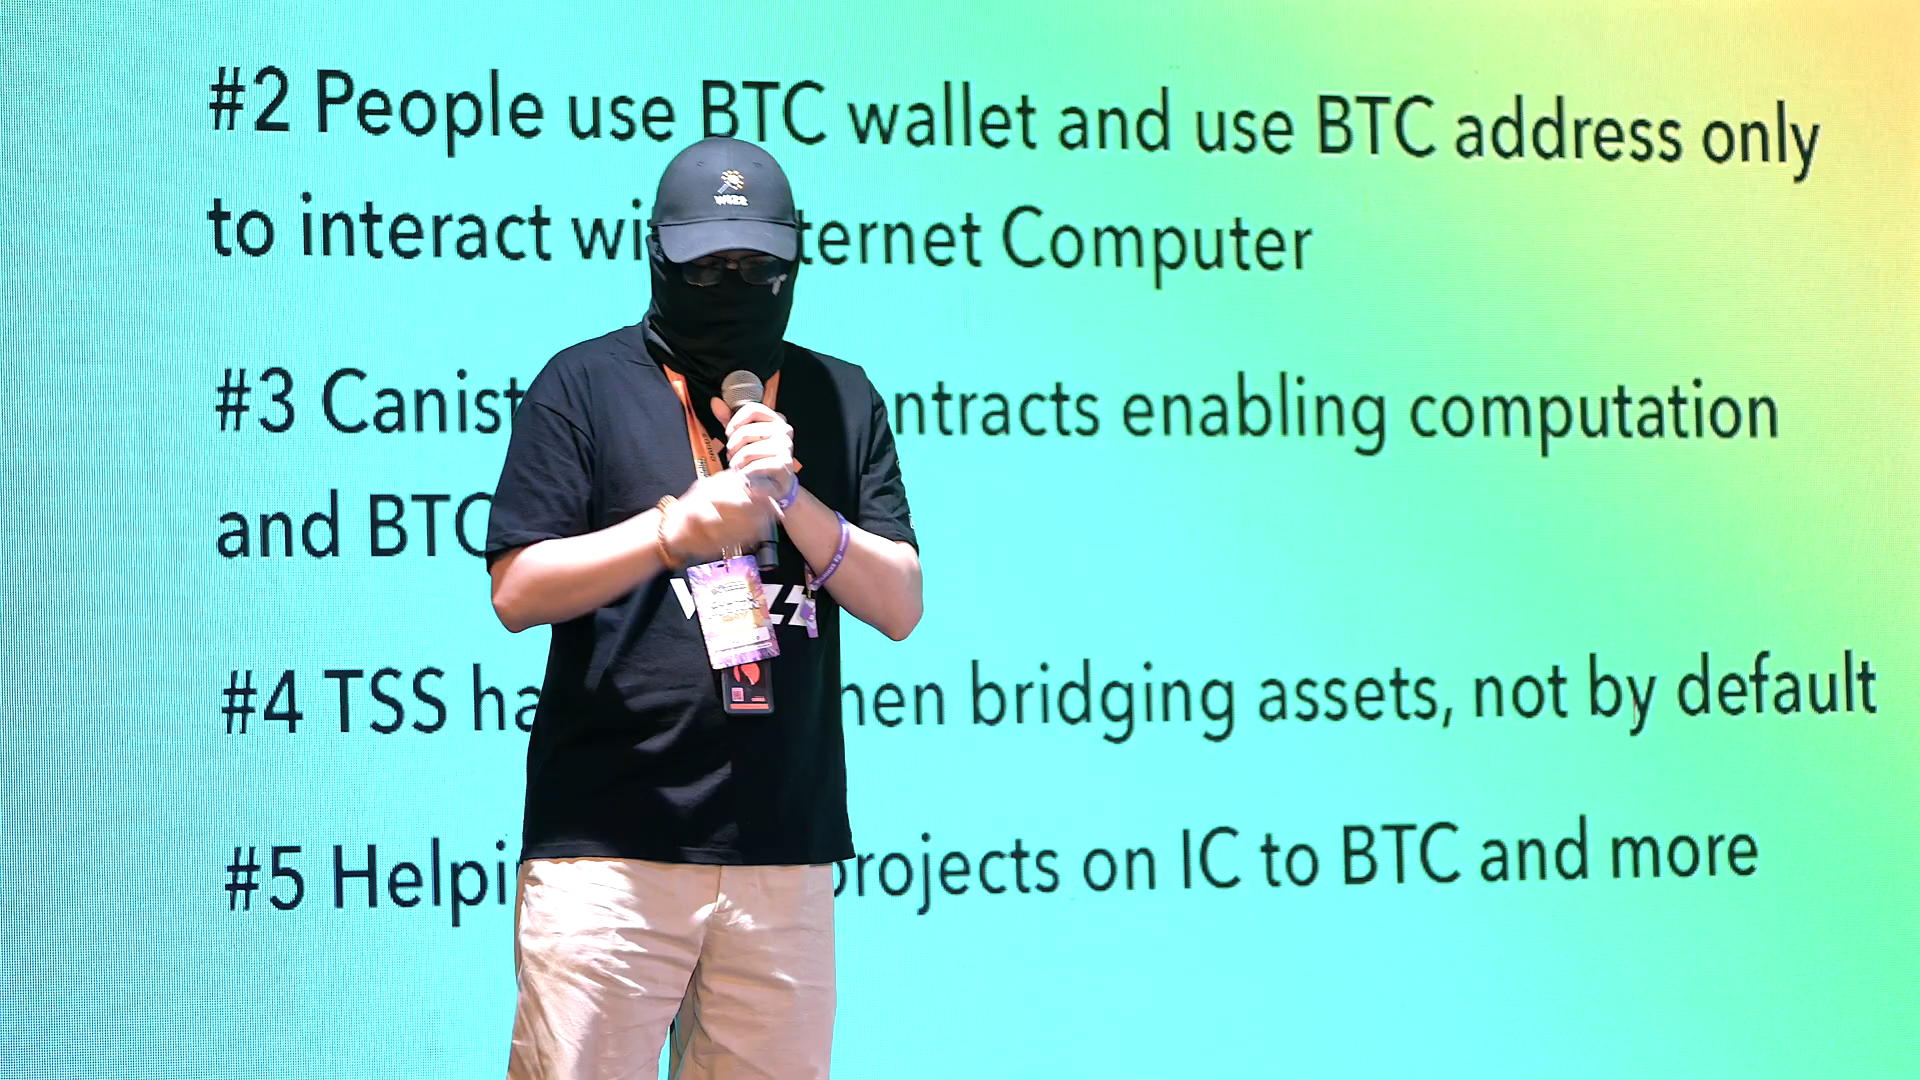 #2 People use BTC wallet and use BTC address only
to interact wi ternet Computer
#3 Canist ntracts enabling computation
and BTC
#4 TSS ha hen bridging assets, not by default
#5 Helpi rojects on IC to BTC and more
WIZZ